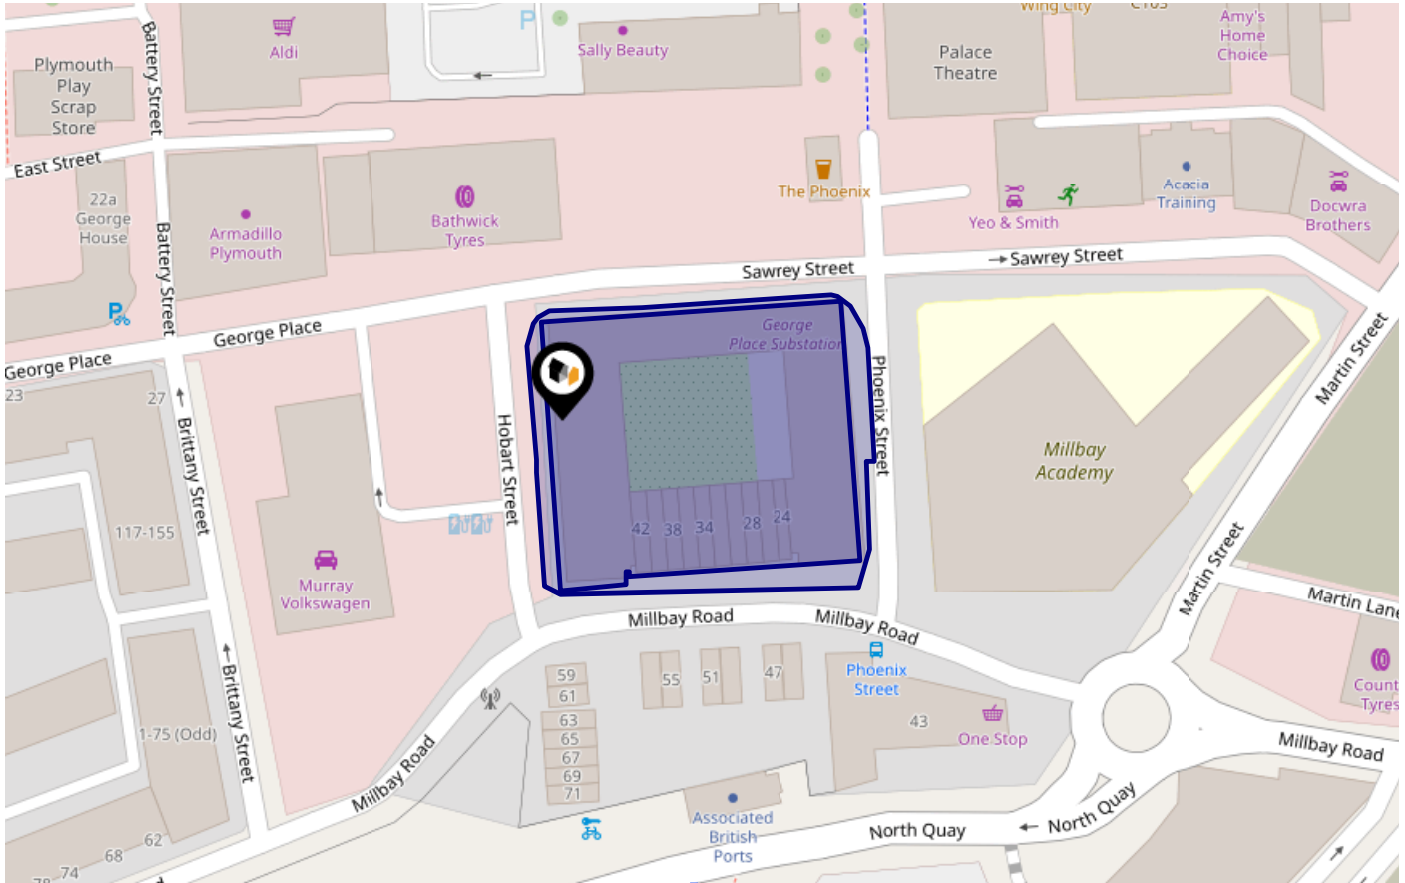 Wing City
C103
Amy's
Home
Choice
P
Aldi
Sally Beauty
Palace
Theatre
Plymouth
Play
Scrap
Store
Battery Street
East Street
The Phoenix
Acacia
Training
Docwra
Brothers
Yeo & Smith
22a
George
House
Armadillo
Plymouth
Bathwick
Tyres
Battery Street
Sawrey Street
Sawrey Street
P
George Place
George Place
George
Place Substation
Martin Street
23
27
Brittany Street
Hobart Street
Phoenix Street
Millbay
Academy
117-155
42
38
34
28
24
Murray
Volkswagen
Martin Street
Martin Lane
Millbay Road
Millbay Road
Phoenix
Street
59
61
63
65
67
69
71
55
51
47
43
One Stop
Count
Tyres
Brittany Street
1-75 (Odd)
Millbay Road
Millbay Road
Associated
British
Ports
North Quay
North Quay
62
68
74
78